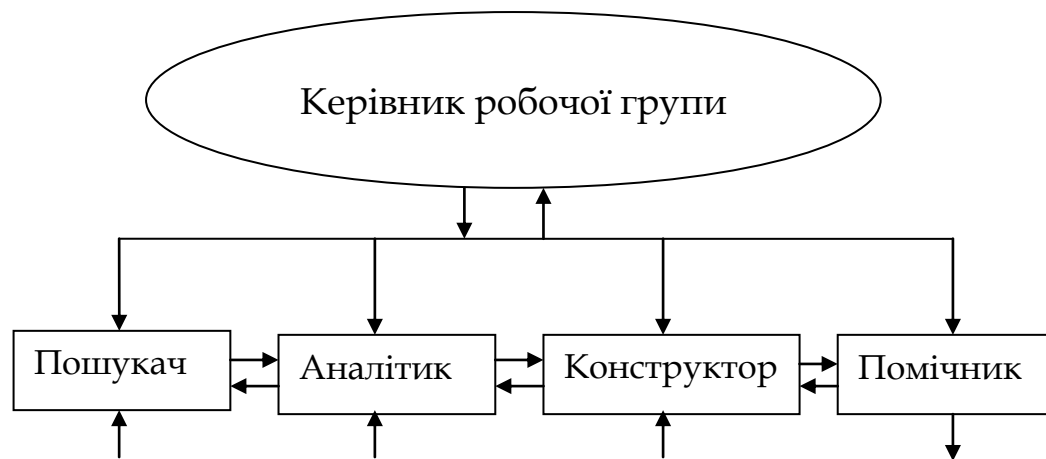 Керівник робочої групи
Пошукач
Аналітик
Конструктор
Помічник